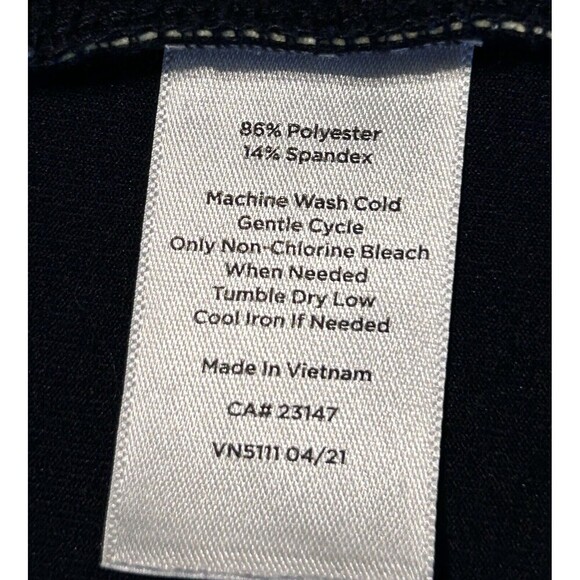 86% Polyester
14% Spandex
Machine Wash Cold
Gentle Cycle
Only Non-Chlorine Bleach
When Needed
Tumble Dry Low
Cool Iron If Needed
Made In Vietnam
CA# 23147
VN5111 04/21